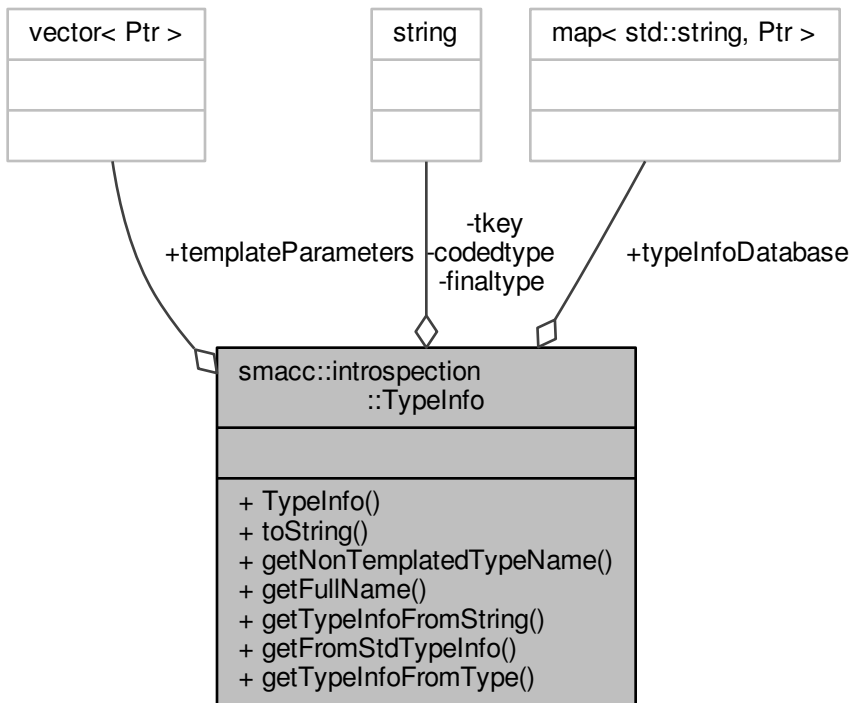 vector< Ptr >
string
map< std::string, Ptr >
+templateParameters
-tkey
-codedtype
-finaltype
+typeInfoDatabase
smacc::introspection
::TypeInfo
+ TypeInfo()
+ toString()
+ getNonTemplatedTypeName()
+ getFullName()
+ getTypeInfoFromString()
+ getFromStdTypeInfo()
+ getTypeInfoFromType()